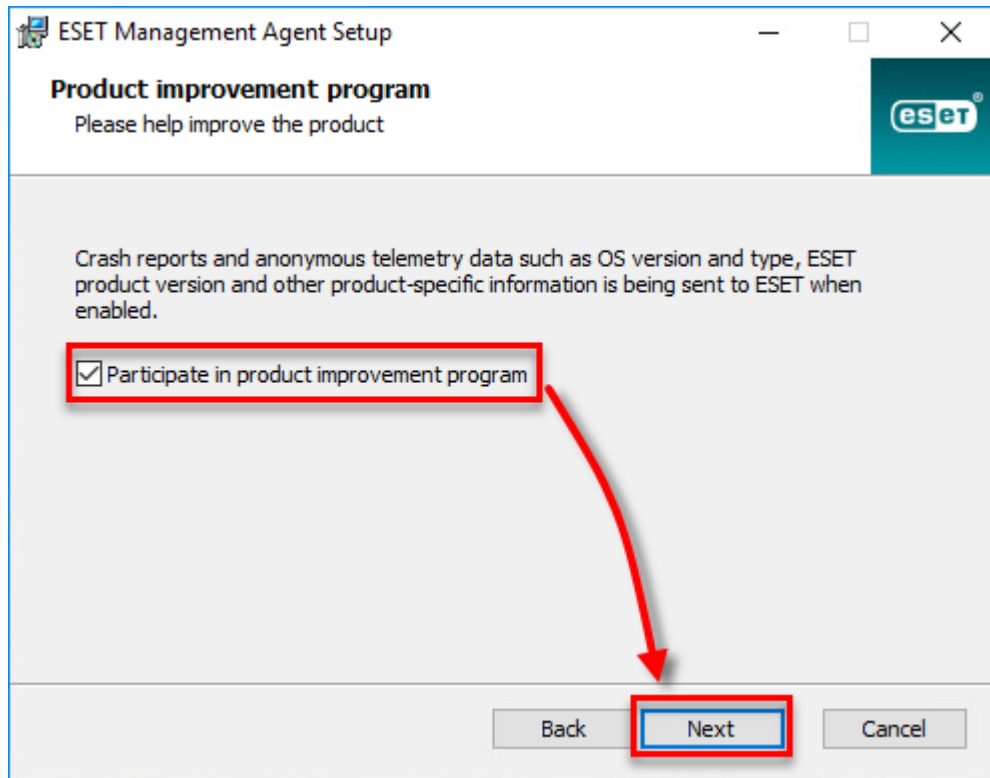 ESET Management Agent Setup
Product improvement program
Please help improve the product
eset®
Crash reports and anonymous telemetry data such as OS version and type, ESET
product version and other product-specific information is being sent to ESET when
enabled.
Participate in product improvement program
Back
Next
Cancel